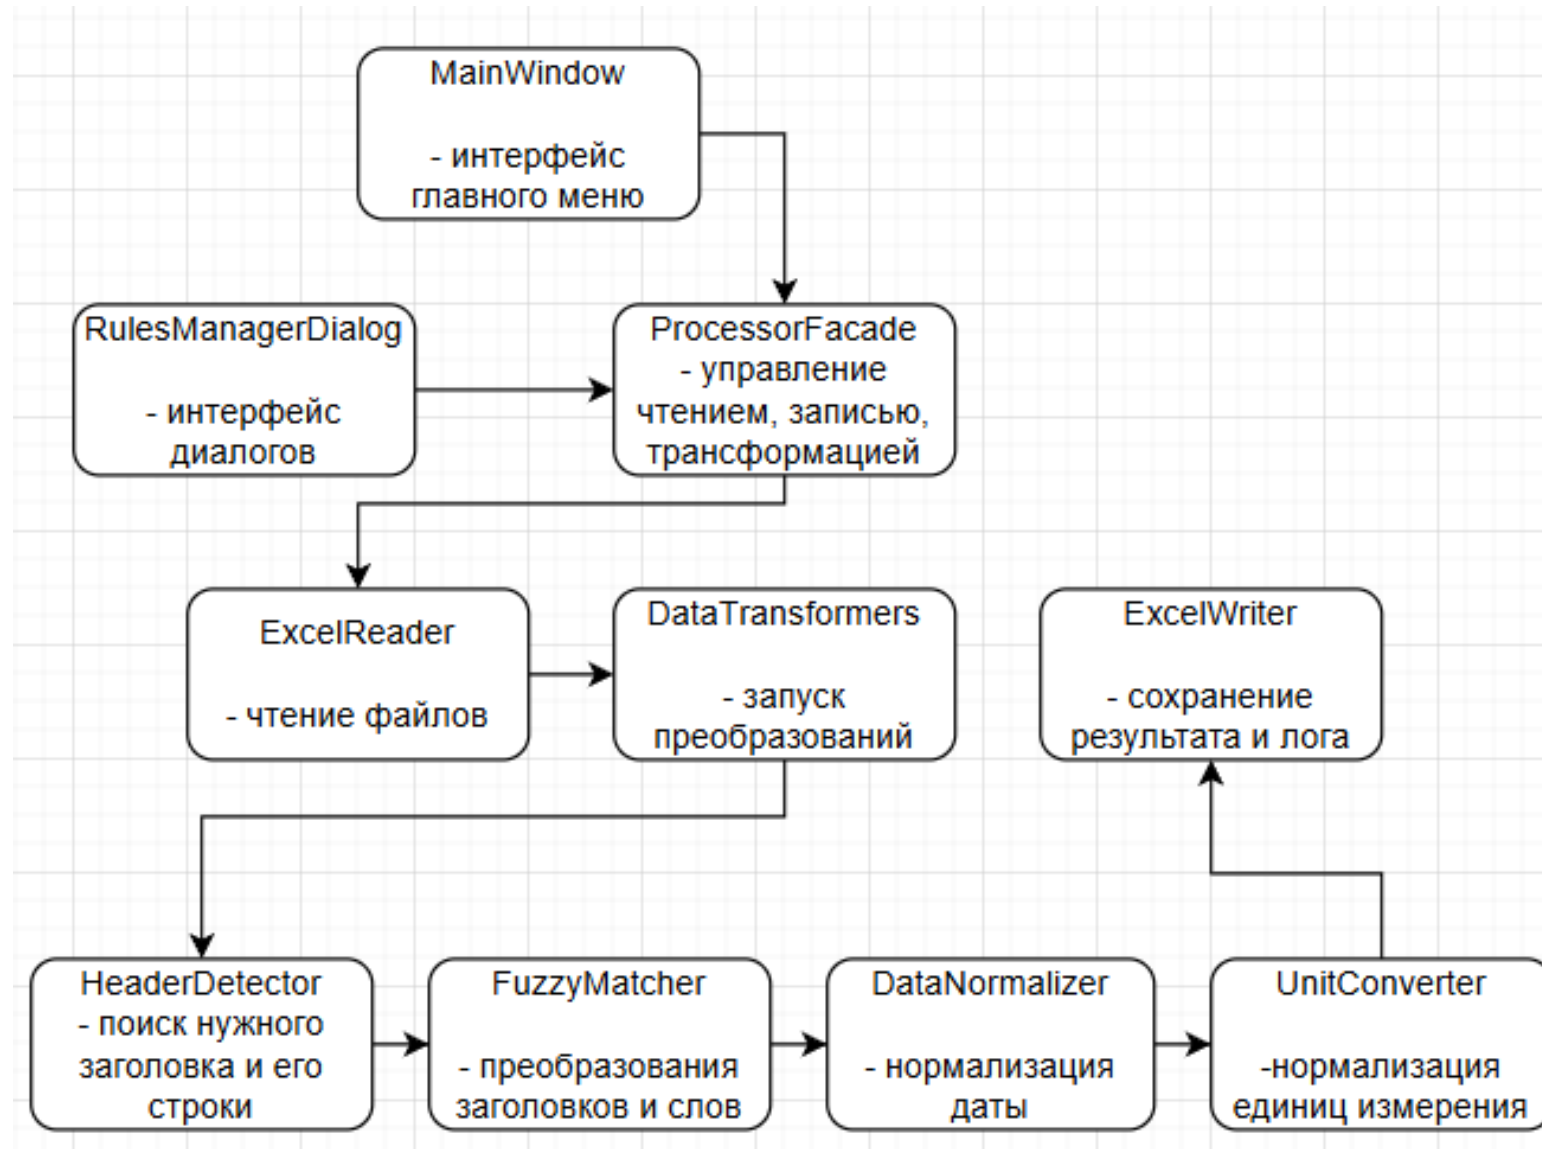 MainWindow
- интерфейс
главного меню
RulesManagerDialog
- интерфейс
диалогов
ProcessorFacade
- управление
чтением, записью,
трансформацией
ExcelReader
- чтение файлов
DataTransformers
- запуск
преобразований
ExcelWriter
- сохранение
результата и лога
HeaderDetector
- поиск нужного
заголовка и его
строки
FuzzyMatcher
- преобразования
заголовков и слов
DataNormalizer
- нормализация
даты
UnitConverter
-нормализация
единиц измерения